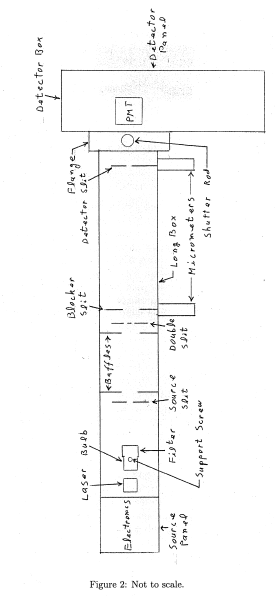 Detector Box
Detector
Panel
PMT
Flange
Detector Slit
Shutter Rod
Micrometers
Long Box
Blocker
Slit
Double
Slit
Baffles
Source
Slit
Bulb
Filter
Support Screw
Laser
Electronics
Source
Panel
Figure 2: Not to scale.